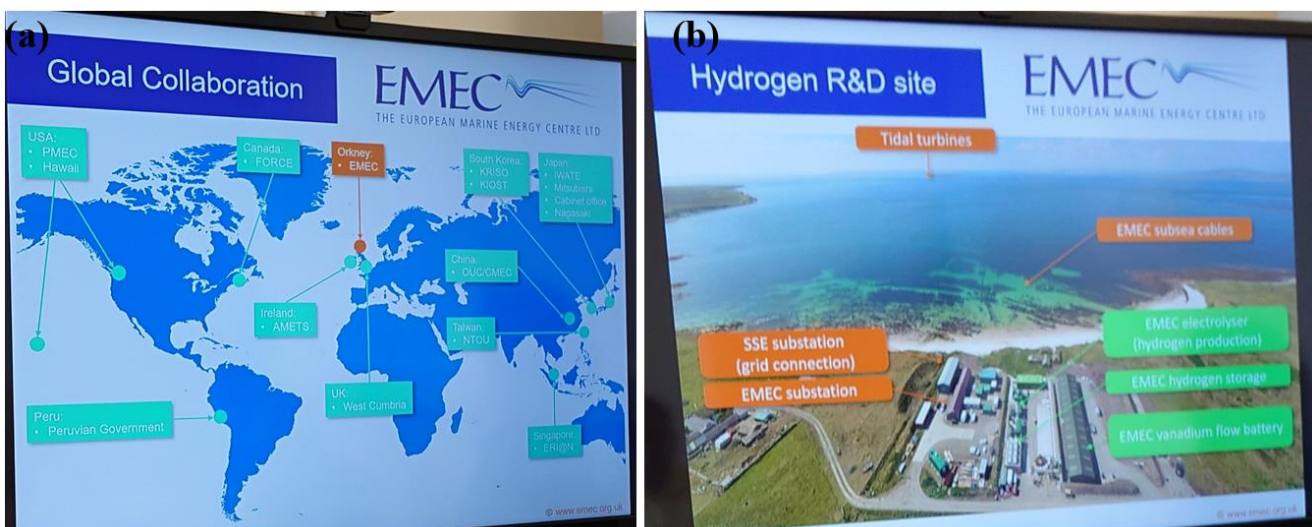 (a)
Global Collaboration
EMEC
THE EUROPEAN MARINE ENERGY CENTRE LTD
USA:
• PMEC
• Hawaii
Canada:
• FORCE
Orkney:
• EMEC
South Korea:
• KRISO
• KIOST
Japan:
• IWATE
• Mitsubishi
• Cabinet office
• Nagasaki
China:
• OUC/CMEC
Ireland:
• AMETS
Taiwan:
• NTOU
UK:
• West Cumbria
Peru:
• Peruvian Government
Singapore:
• ERI@N
© www.emec.org.uk
(b)
Hydrogen R&D site
EMEC
THE EUROPEAN MARINE ENERGY CENTRE LTD
Tidal turbines
EMEC subsea cables
SSE substation
(grid connection)
EMEC substation
EMEC electrolyser
(hydrogen production)
EMEC hydrogen storage
EMEC vanadium flow battery
© www.emec.org.uk